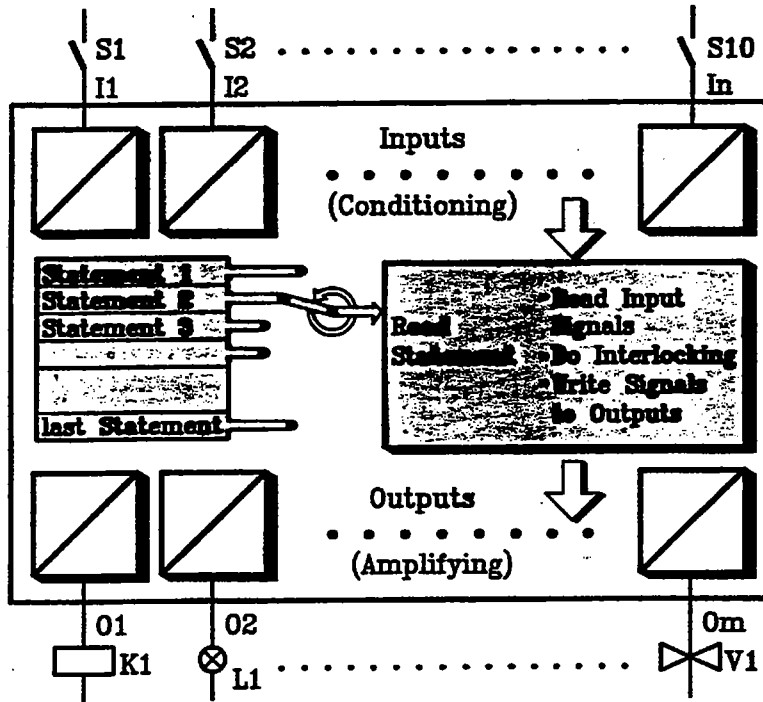 S1 S2 S10
I1 I2 In
Inputs
(Conditioning)
Statement 1
Statement 2
Statement 3
last Statement
Read
Statement
-Read Input
Signals
-Do Interlocking
-Write Signals
to Outputs
Outputs
(Amplifying)
O1 O2 Om
K1 L1 V1